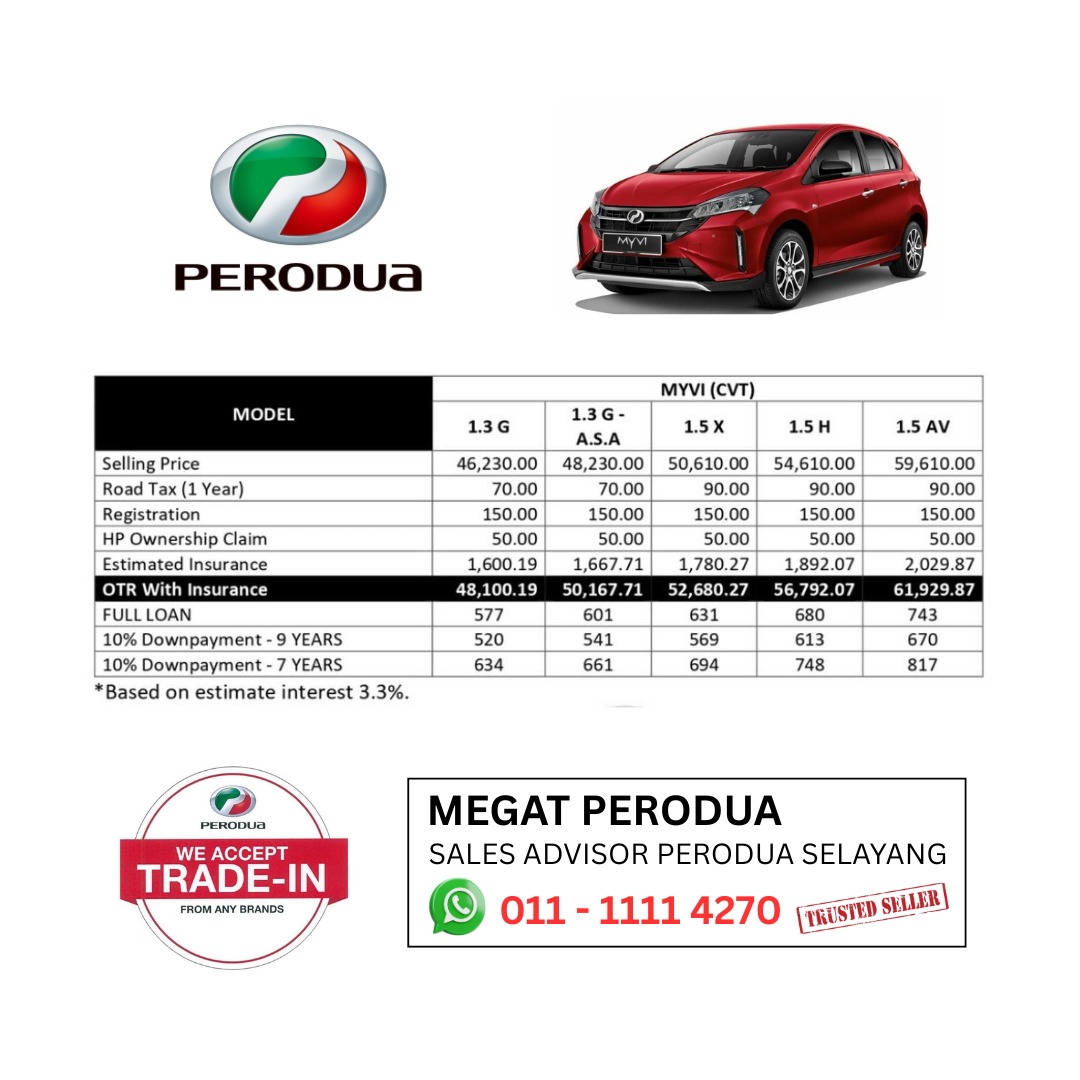 PERODUA
MYVI
MODEL
MYVI (CVT)
1.3 G
1.3 G -
A.S.A
1.5 X
1.5 H
1.5 AV
Selling Price 46,230.00 48,230.00 50,610.00 54,610.00 59,610.00
Road Tax (1 Year) 70.00 70.00 90.00 90.00 90.00
Registration 150.00 150.00 150.00 150.00 150.00
HP Ownership Claim 50.00 50.00 50.00 50.00 50.00
Estimated Insurance 1,600.19 1,667.71 1,780.27 1,892.07 2,029.87
OTR With Insurance 48,100.19 50,167.71 52,680.27 56,792.07 61,929.87
FULL LOAN 577 601 631 680 743
10% Downpayment - 9 YEARS 520 541 569 613 670
10% Downpayment - 7 YEARS 634 661 694 748 817
*Based on estimate interest 3.3%.
PERODUA
WE ACCEPT
TRADE-IN
FROM ANY BRANDS
MEGAT PERODUA
SALES ADVISOR PERODUA SELAYANG
011 - 1111 4270
TRUSTED SELLER